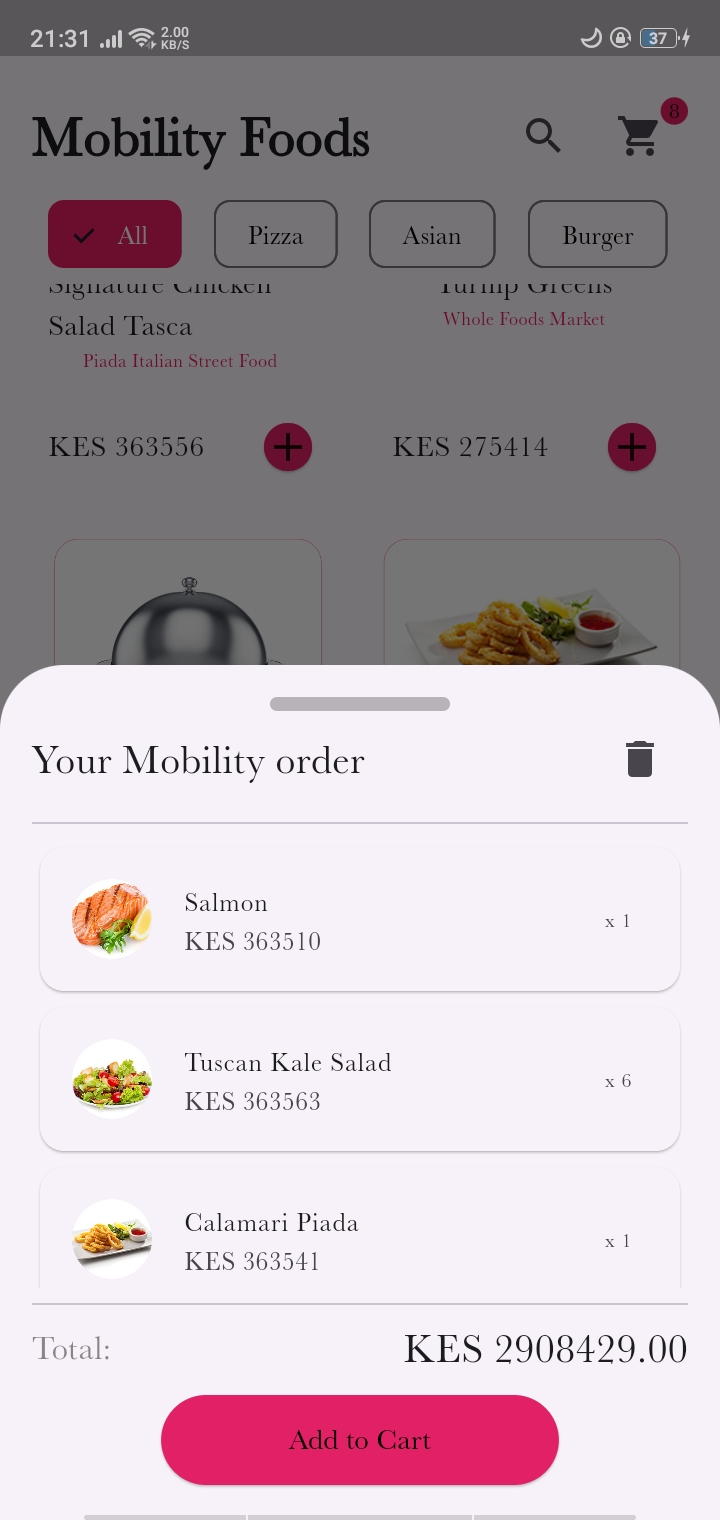 21:31
2.00
KB/S
37
Mobility Foods
8
All
Pizza
Asian
Burger
Signature Chicken
Salad Tasca
Piada Italian Street Food
Turnip Greens
Whole Foods Market
KES 363556
KES 275414
Your Mobility order
Salmon
KES 363510
x 1
Tuscan Kale Salad
KES 363563
x 6
Calamari Piada
KES 363541
x 1
Total:
KES 2908429.00
Add to Cart